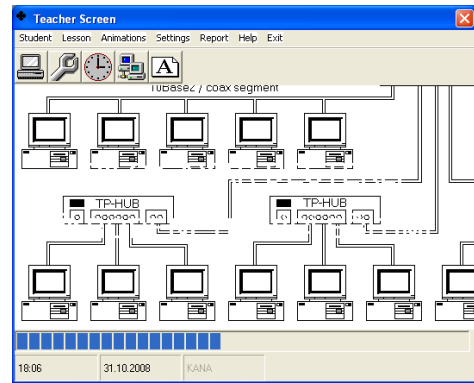 Teacher Screen
Student Lesson Animations Settings Report Help Exit
A
10Base2 / coax segment
TP-HUB TP-HUB
18:06 31.10.2008 KANA